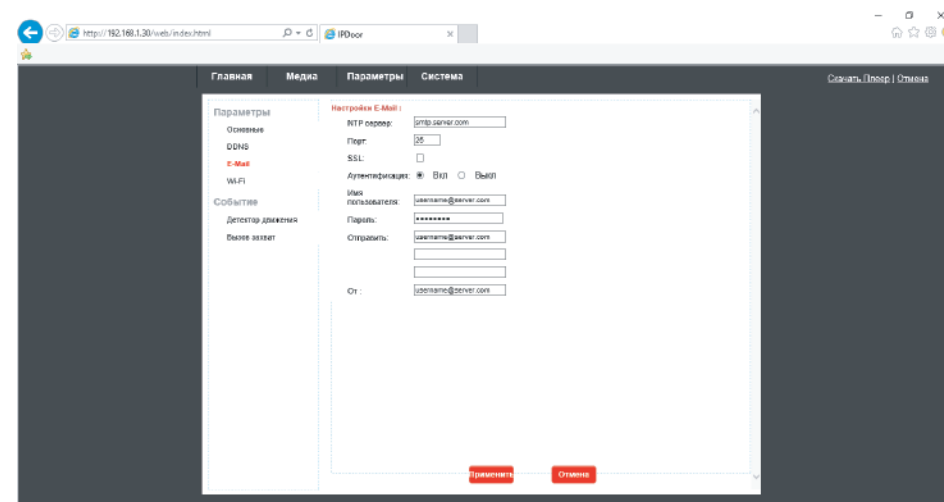 http://192.168.1.30/web/index.html
IPDoor
Главная Медиа Параметры Система
Скачать Плеер | Отмена
Параметры
Основные
DDNS
E-Mail
Wi-Fi
Событие
Детектор движения
Вызов захват
Настройки E-Mail :
NTP сервер: smtp.server.com
Порт: 25
SSL:
Аутентификация: Вкл Выкл
Имя
пользователя: username@server.com
Пароль: ••••••••
Отправить: username@server.com
От : username@server.com
Применить Отмена